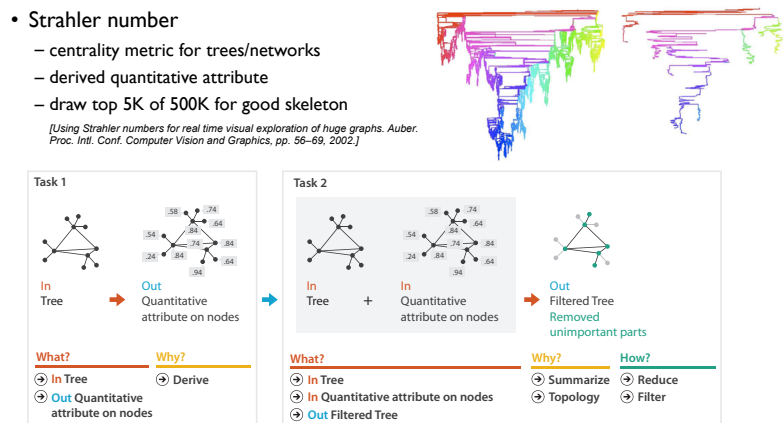 • Strahler number
– centrality metric for trees/networks
– derived quantitative attribute
– draw top 5K of 500K for good skeleton
[Using Strahler numbers for real time visual exploration of huge graphs. Auber.
Proc. Intl. Conf. Computer Vision and Graphics, pp. 56–69, 2002.]
Task 1
.58
.74
.64
.54
.84
.74
.84
.24
.84
.64
.94
In
Tree
Out
Quantitative
attribute on nodes
What?
In Tree
Out Quantitative
attribute on nodes
Why?
Derive
Task 2
.58
.74
.64
.54
.84
.74
.84
.24
.84
.64
.94
In
Tree
+
In
Quantitative
attribute on nodes
Out
Filtered Tree
Removed
unimportant parts
What?
In Tree
In Quantitative attribute on nodes
Out Filtered Tree
Why?
Summarize
Topology
How?
Reduce
Filter